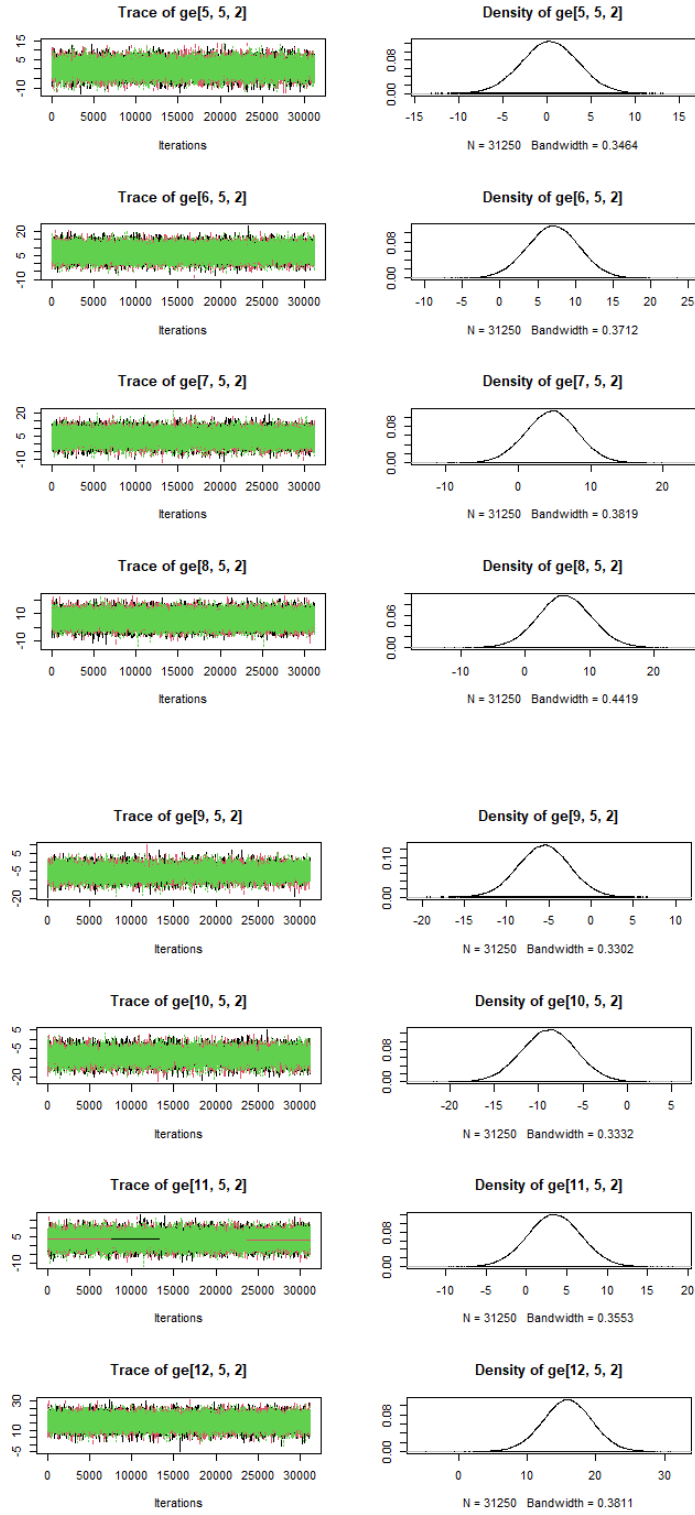 Trace of ge[5, 5, 2]
Density of ge[5, 5, 2]
15
5
-10
0 5000 10000 15000 20000 25000 30000
Iterations
0.08
0.00
-15 -10 -5 0 5 10 15
N = 31250 Bandwidth = 0.3464
Trace of ge[6, 5, 2]
Density of ge[6, 5, 2]
20
5
-10
0 5000 10000 15000 20000 25000 30000
Iterations
0.08
0.00
-10 -5 0 5 10 15 20 25
N = 31250 Bandwidth = 0.3712
Trace of ge[7, 5, 2]
Density of ge[7, 5, 2]
20
5
-10
0 5000 10000 15000 20000 25000 30000
Iterations
0.08
0.00
-10 0 10 20
N = 31250 Bandwidth = 0.3819
Trace of ge[8, 5, 2]
Density of ge[8, 5, 2]
10
-10
0 5000 10000 15000 20000 25000 30000
Iterations
0.06
0.00
-10 0 10 20
N = 31250 Bandwidth = 0.4419
Trace of ge[9, 5, 2]
Density of ge[9, 5, 2]
5
-5
-20
0 5000 10000 15000 20000 25000 30000
Iterations
0.10
0.00
-20 -15 -10 -5 0 5 10
N = 31250 Bandwidth = 0.3302
Trace of ge[10, 5, 2]
Density of ge[10, 5, 2]
5
-5
-20
0 5000 10000 15000 20000 25000 30000
Iterations
0.08
0.00
-20 -15 -10 -5 0 5
N = 31250 Bandwidth = 0.3332
Trace of ge[11, 5, 2]
Density of ge[11, 5, 2]
5
-10
0 5000 10000 15000 20000 25000 30000
Iterations
0.08
0.00
-10 -5 0 5 10 15 20
N = 31250 Bandwidth = 0.3553
Trace of ge[12, 5, 2]
Density of ge[12, 5, 2]
30
10
-5
0 5000 10000 15000 20000 25000 30000
Iterations
0.08
0.00
0 10 20 30
N = 31250 Bandwidth = 0.3811